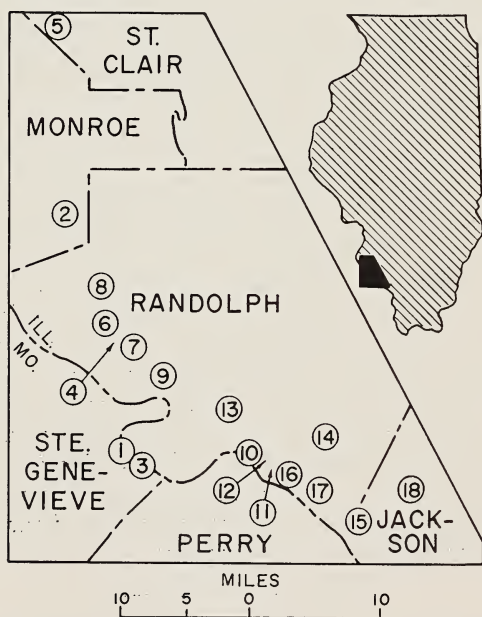 5
ST.
CLAIR
MONROE
2
8
RANDOLPH
6
7
ILL.
MO.
4
9
13
STE.
GENE-
VIEVE
1
3
10
14
12
16
11
17
18
15
JACK-
SON
PERRY
MILES
10 5 0 10